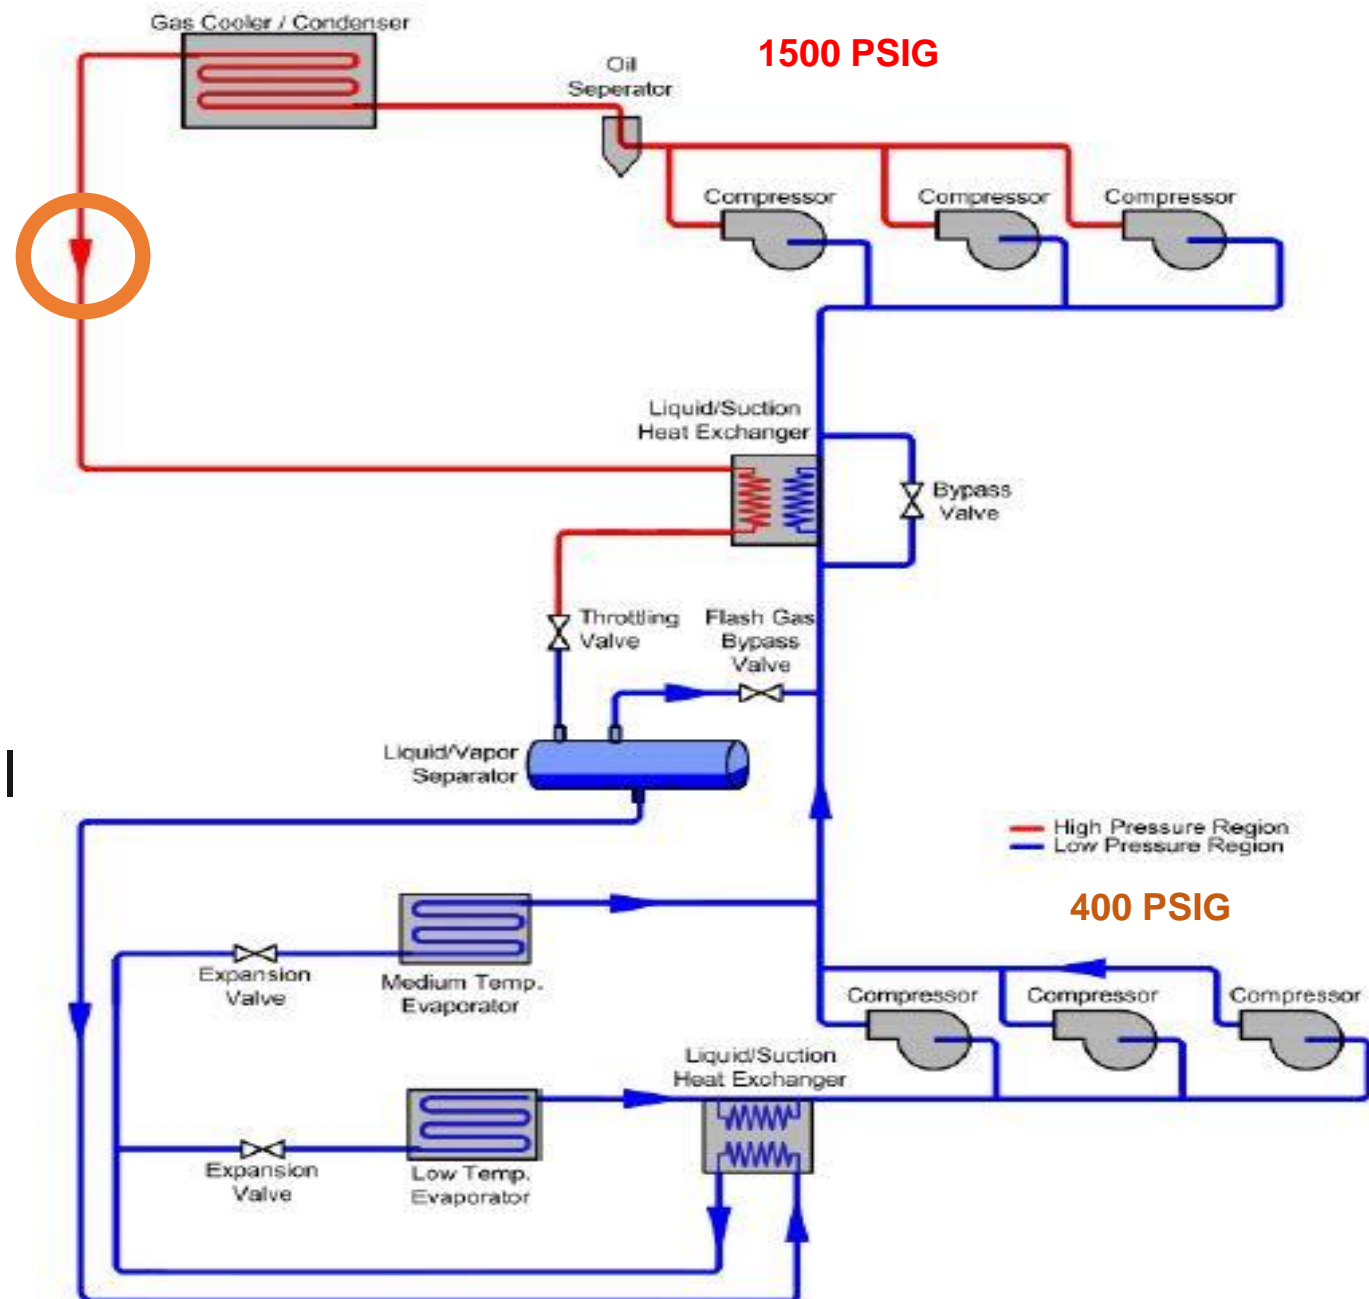 Gas Cooler / Condenser
1500 PSIG
Oil
Seperator
Compressor
Compressor
Compressor
Liquid/Suction
Heat Exchanger
Bypass
Valve
Throttling
Valve
Flash Gas
Bypass
Valve
Liquid/Vapor
Separator
High Pressure Region
Low Pressure Region
400 PSIG
Expansion
Valve
Medium Temp.
Evaporator
Compressor
Compressor
Compressor
Liquid/Suction
Heat Exchanger
Expansion
Valve
Low Temp.
Evaporator